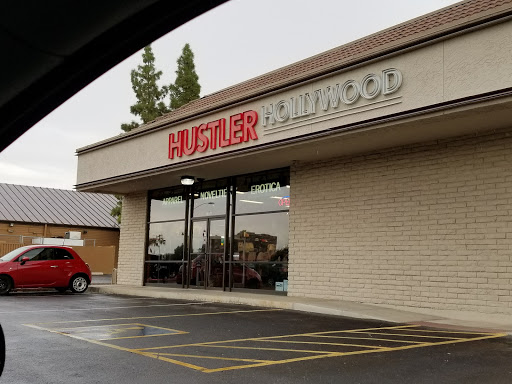 HUSTLER HOLLYWOOD
APPAREL NOVELTIES EROTICA